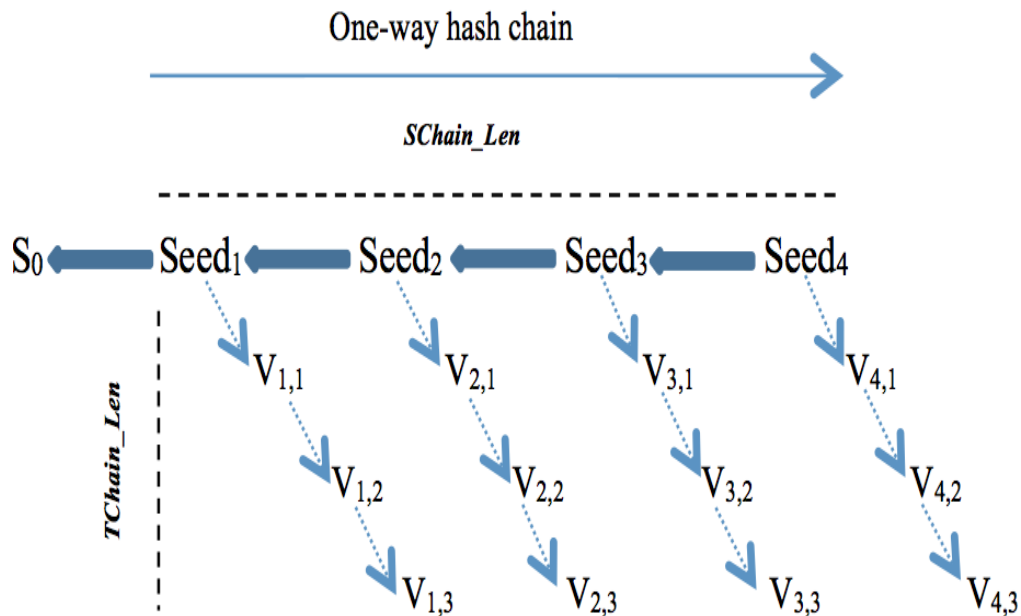 One-way hash chain
SChain_Len
S₀ Seed₁ Seed₂ Seed₃ Seed₄
TChain_Len
V₁,₁ V₂,₁ V₃,₁ V₄,₁
V₁,₂ V₂,₂ V₃,₂ V₄,₂
V₁,₃ V₂,₃ V₃,₃ V₄,₃